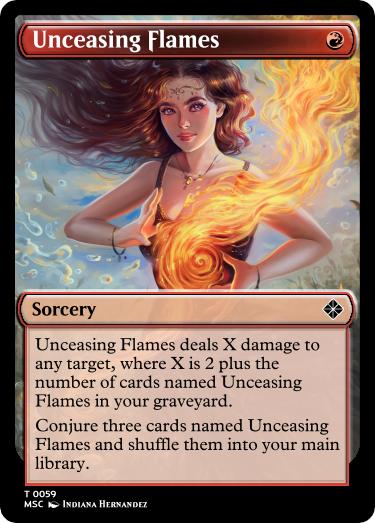 Unceasing Flames
Sorcery
Unceasing Flames deals X damage to
any target, where X is 2 plus the
number of cards named Unceasing
Flames in your graveyard.
Conjure three cards named Unceasing
Flames and shuffle them into your main
library.
T 0059
MSC Indiana Hernandez